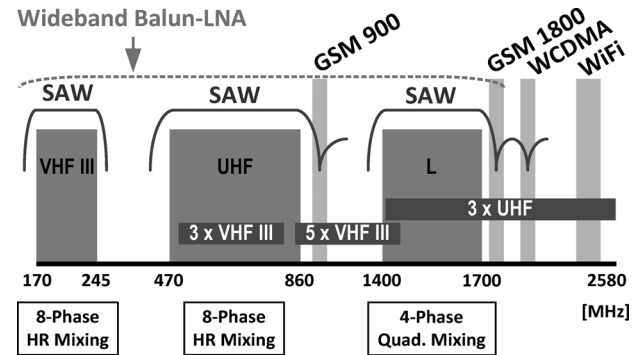 Wideband Balun-LNA
GSM 900
GSM 1800
WCDMA
WiFi
SAW
SAW
SAW
VHF III
UHF
L
3 x UHF
3 x VHF III
5 x VHF III
170 245 470 860 1400 1700 2580
[MHz]
8-Phase
HR Mixing
8-Phase
HR Mixing
4-Phase
Quad. Mixing